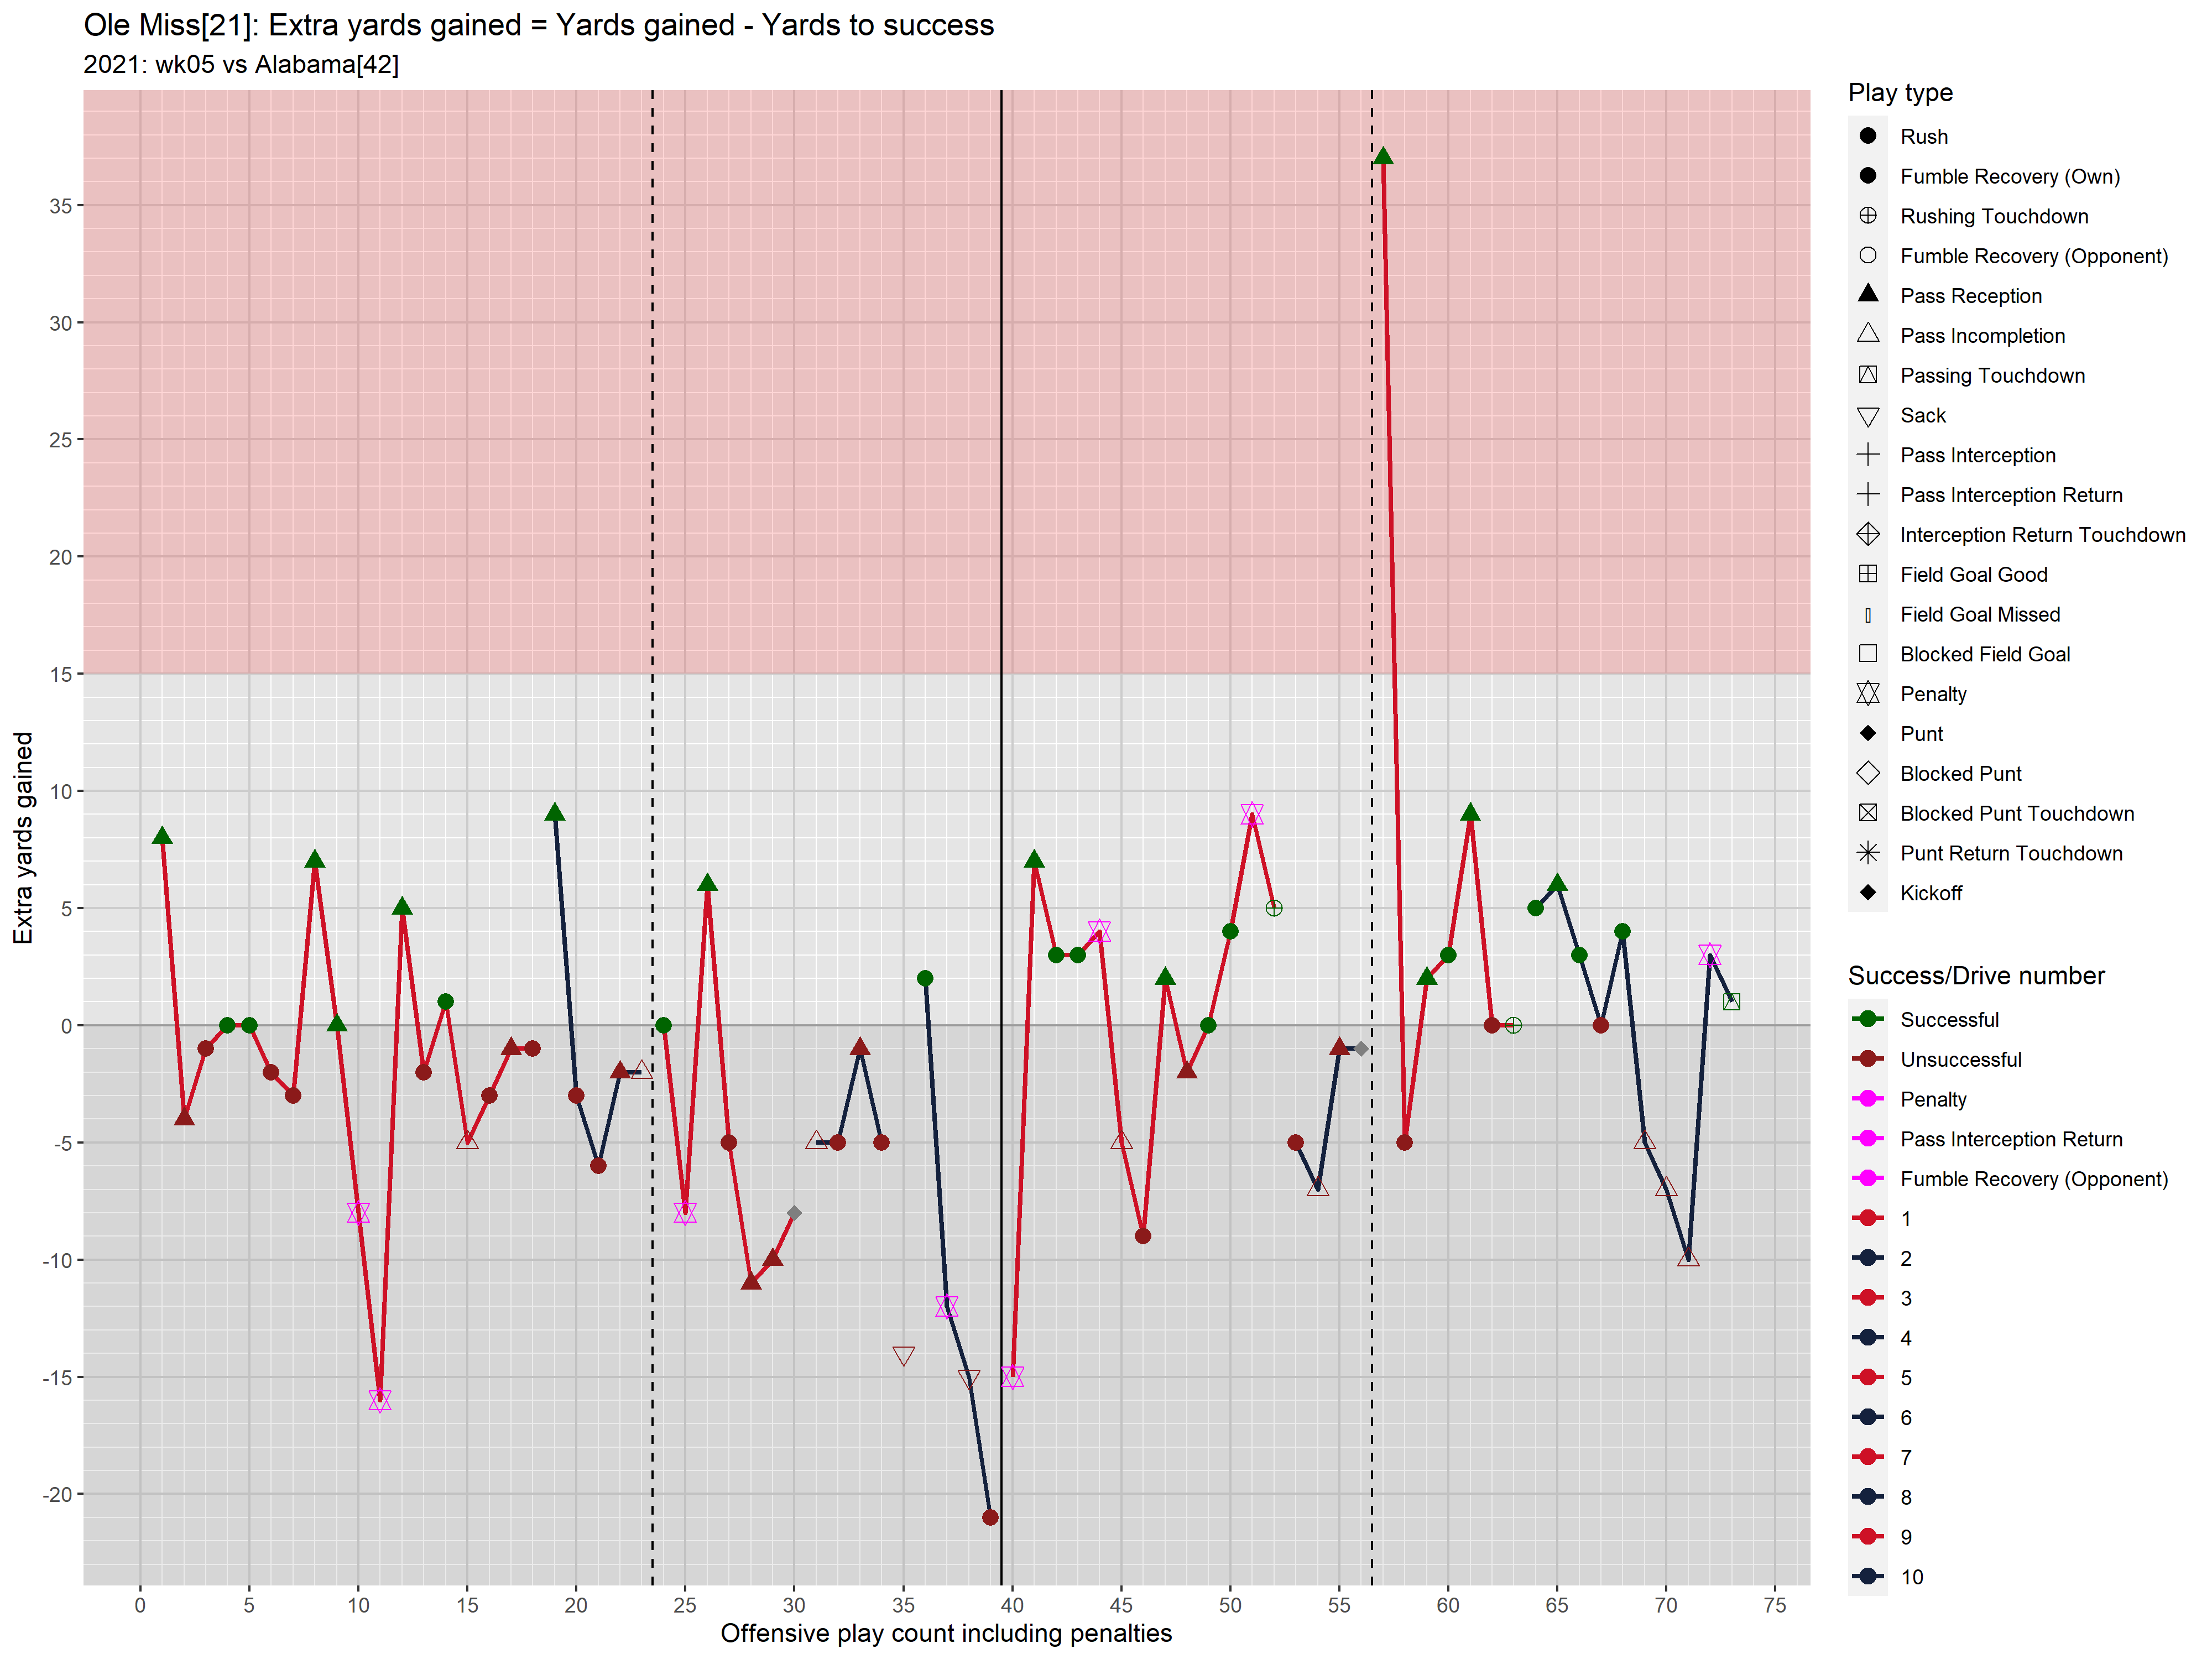 Ole Miss[21]: Extra yards gained = Yards gained - Yards to success
2021: wk05 vs Alabama[42]
Extra yards gained
35
30
25
20
15
10
5
0
-5
-10
-15
-20
0 5 10 15 20 25 30 35 40 45 50 55 60 65 70 75
Offensive play count including penalties
Play type
Rush
Fumble Recovery (Own)
Rushing Touchdown
Fumble Recovery (Opponent)
Pass Reception
Pass Incompletion
Passing Touchdown
Sack
Pass Interception
Pass Interception Return
Interception Return Touchdown
Field Goal Good
Field Goal Missed
Blocked Field Goal
Penalty
Punt
Blocked Punt
Blocked Punt Touchdown
Punt Return Touchdown
Kickoff
Success/Drive number
Successful
Unsuccessful
Penalty
Pass Interception Return
Fumble Recovery (Opponent)
1
2
3
4
5
6
7
8
9
10